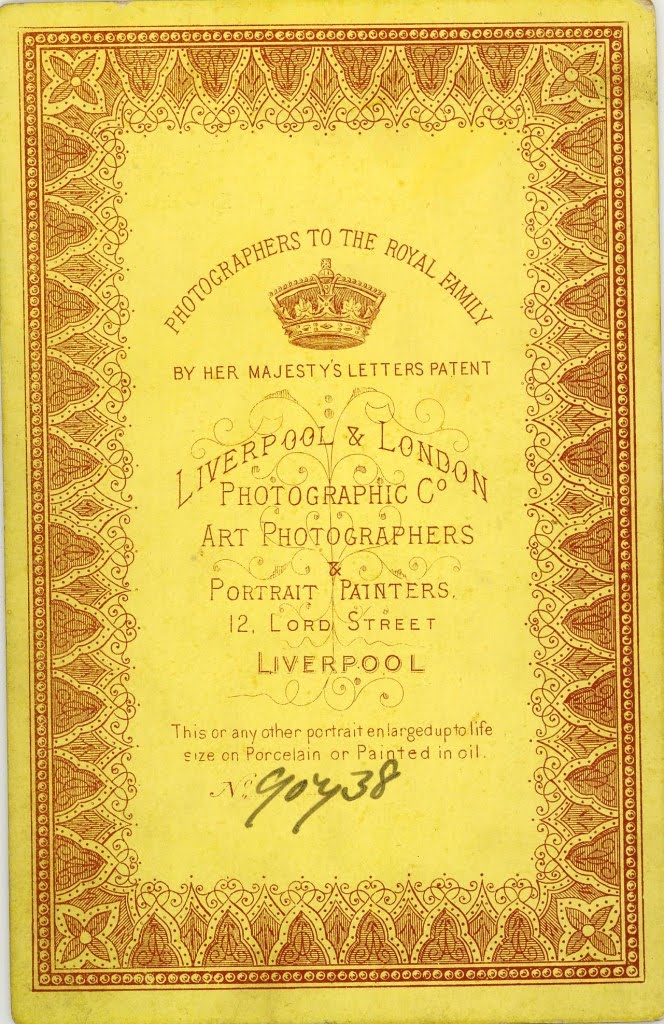 PHOTOGRAPHERS TO THE ROYAL FAMILY
BY HER MAJESTY'S LETTERS PATENT
LIVERPOOL & LONDON
PHOTOGRAPHIC Co
ART PHOTOGRAPHERS
&
PORTRAIT PAINTERS.
12, LORD STREET
LIVERPOOL
This or any other portrait enlarged up to life
size on Porcelain or Painted in oil.
No. 90738